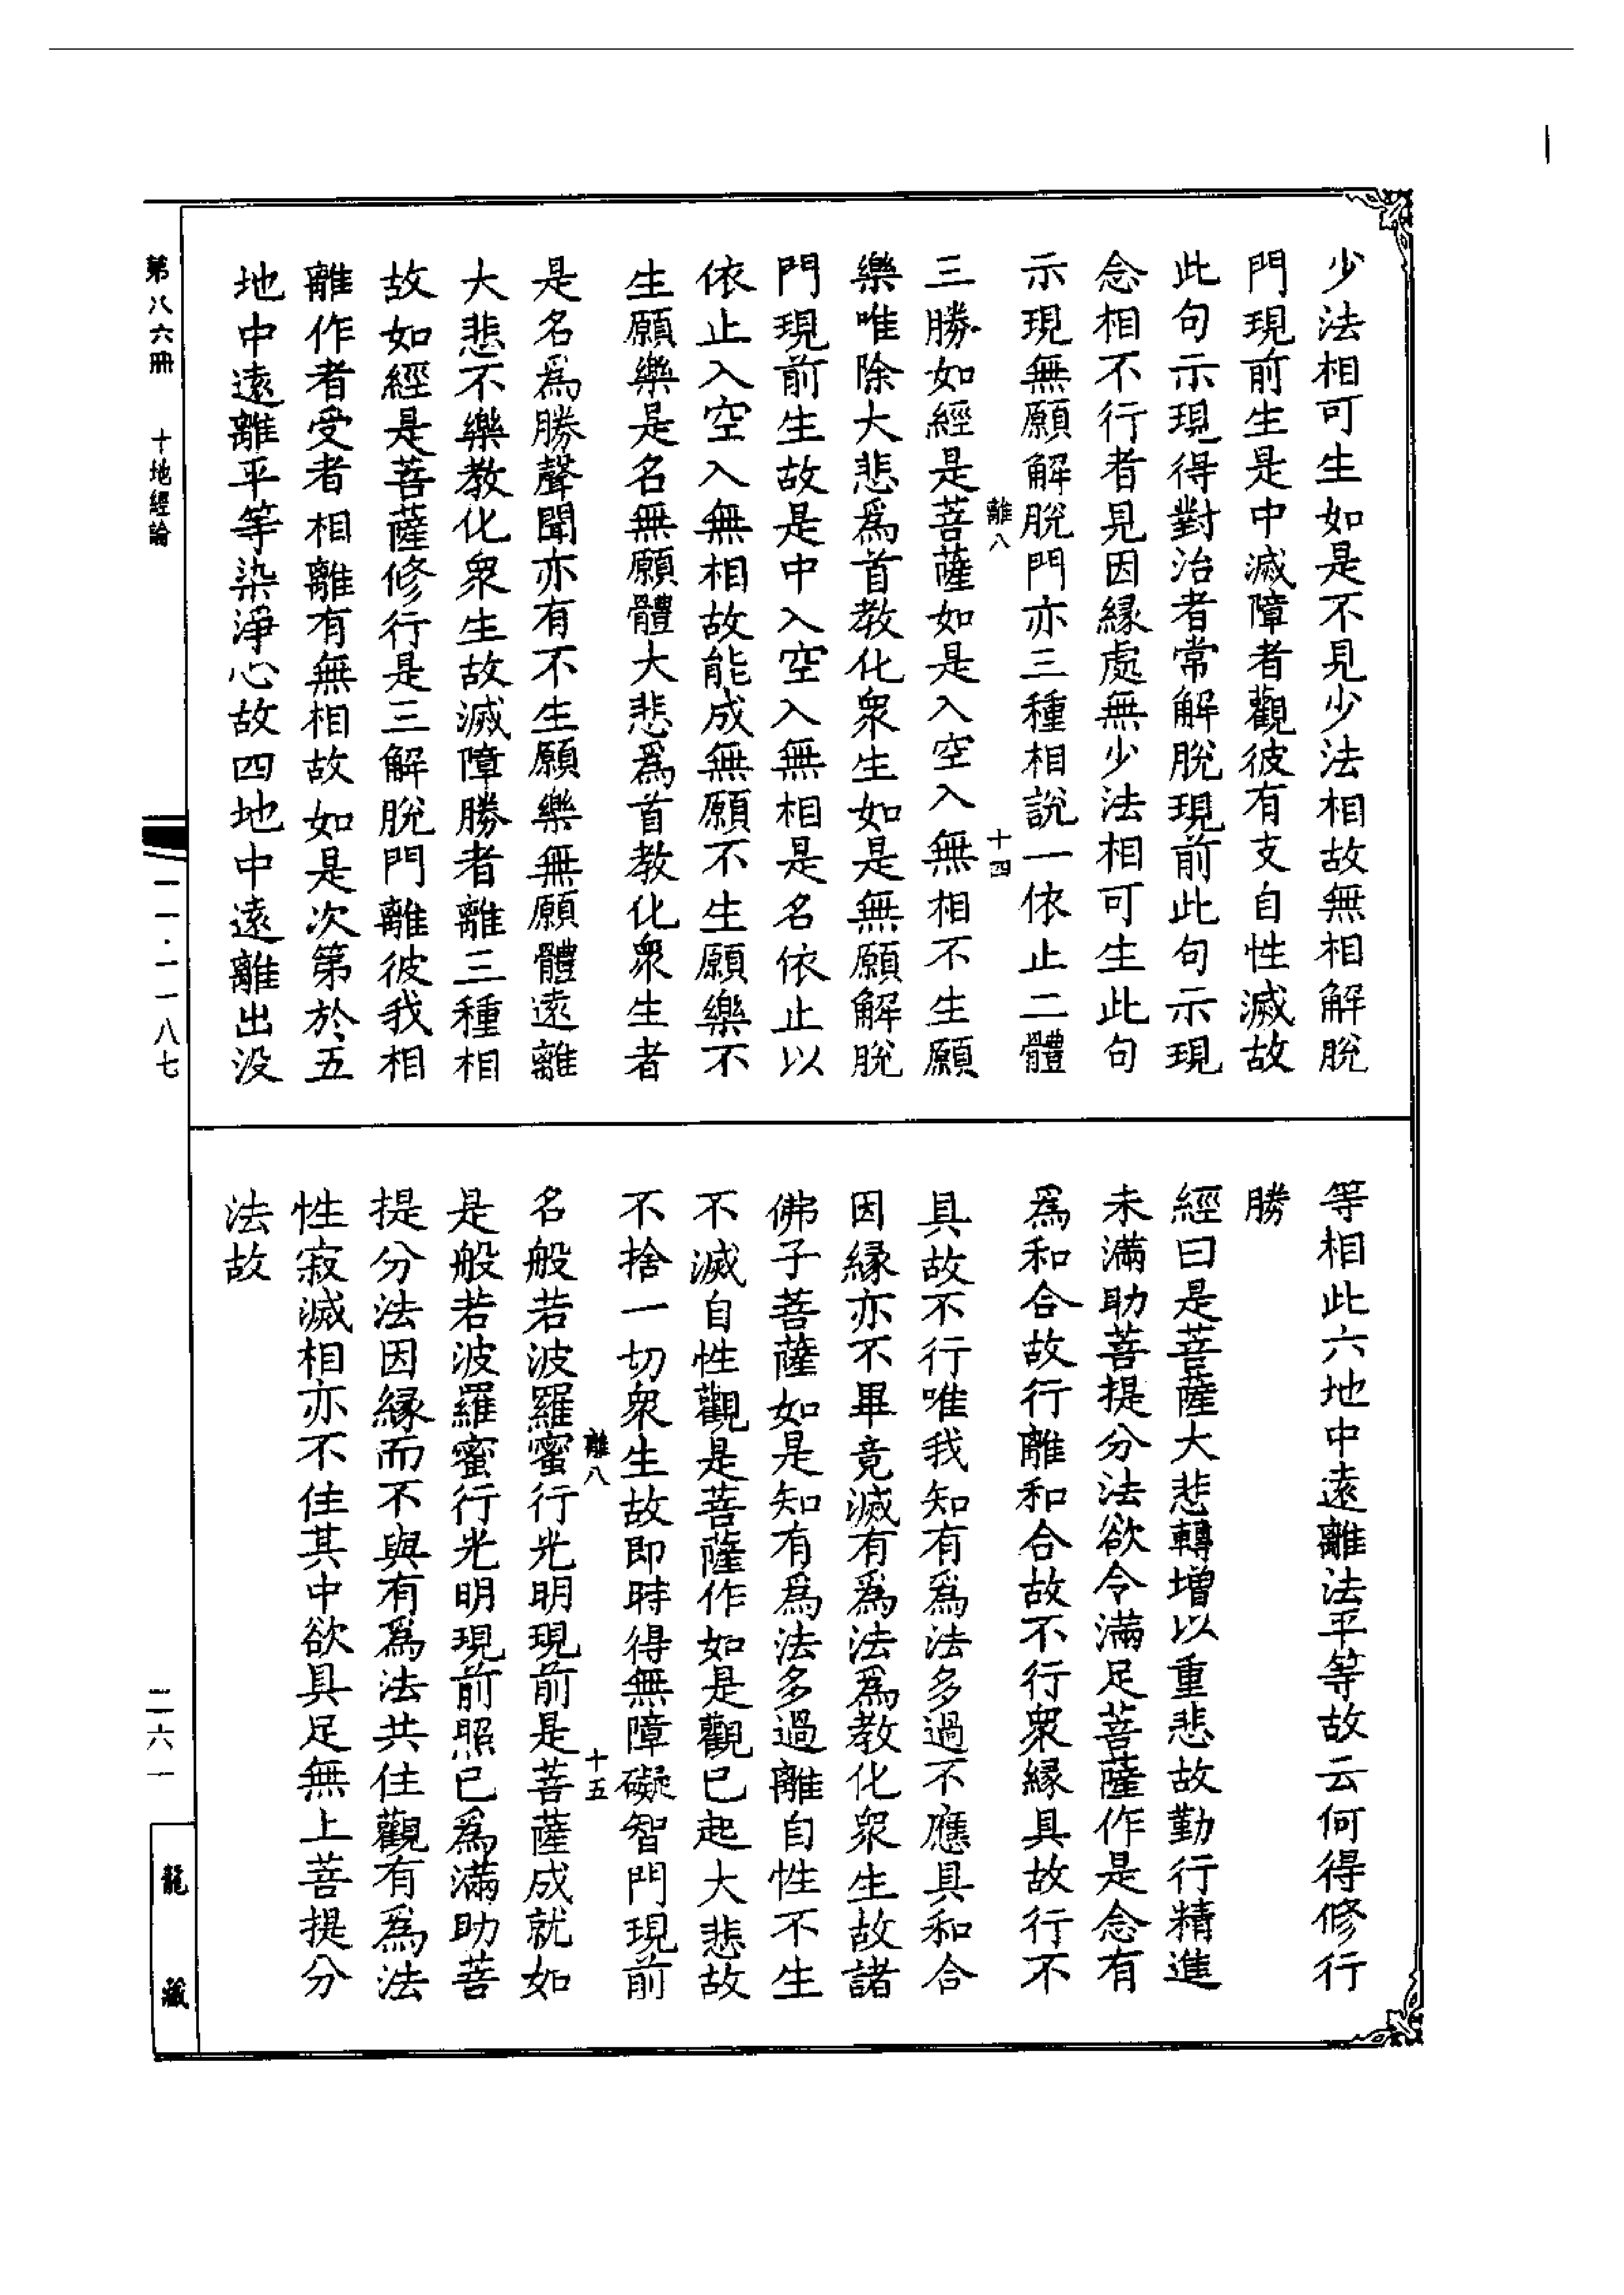 少法相可生如是不見少法相故無相解脫
門現前生是中滅障者觀彼有支自性滅故
此句示現得對治者常解脫現前此句示現
念相不行者見因緣處無少法相可生此句
示現無願解脫門亦三種相說一依止二體
離八
十四
三勝如經是菩薩如是入空入無相不生願
樂唯除大悲爲首教化衆生如是無願解脫
門現前生故是中入空入無相是名依止以
依止入空入無相故能成無願不生願樂不
生願樂是名無願體大悲爲首教化衆生者
是名爲勝聲聞亦有不生願樂無願體遠離
大悲不樂教化衆生故滅障勝者離三種相
故如經是菩薩修行是三解脫門離彼我相
離作者受者相離有無相故如是次第於五
地中遠離平等染淨心故四地中遠離出没
等相此六地中遠離法平等故云何得修行
勝
經曰是菩薩大悲轉增以重悲故勤行精進
未滿助菩提分法欲令滿足菩薩作是念有
爲和合故行離和合故不行衆緣具故行不
具故不行唯我知有爲法多過不應具和合
因緣亦不畢竟滅有爲法爲教化衆生故諸
佛子菩薩如是知有爲法多過離自性不生
不滅自性觀是菩薩作如是觀已起大悲故
不捨一切衆生故即時得無障礙智門現前
離八
十五
名般若波羅蜜行光明現前是菩薩成就如
是般若波羅蜜行光明現前照已爲滿助菩
提分法因緣而不與有爲法共住觀有爲法
性寂滅相亦不住其中欲具足無上菩提分
法故
第八六冊 十地經論
一一·一一八七
二六一
龍藏